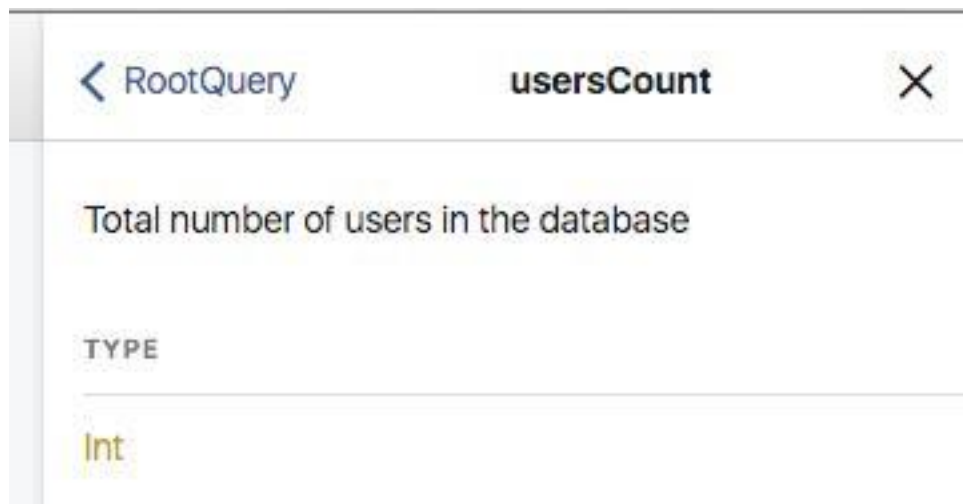 RootQuery usersCount
Total number of users in the database
TYPE
Int